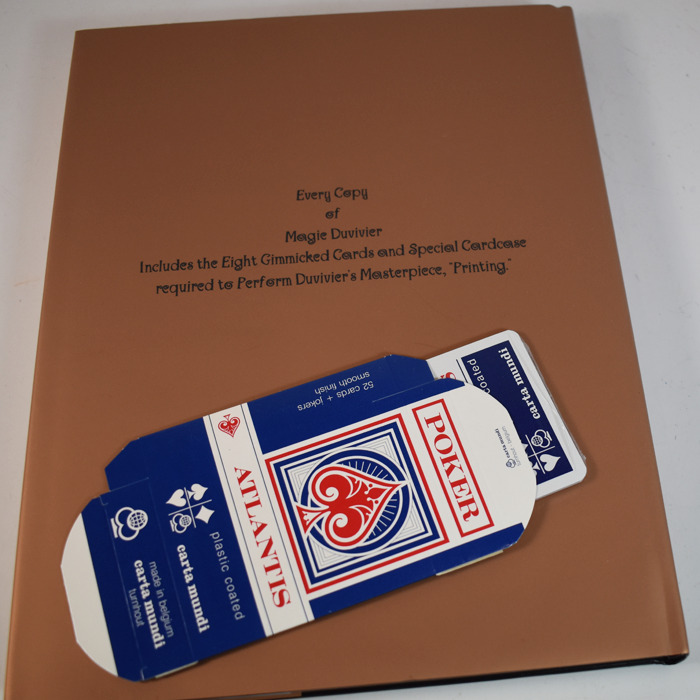 Every Copy
of
Magie Duvivier
Includes the Eight Gimmicked Cards and Special Cardcase
required to Perform Duvivier's Masterpiece, "Printing."
52 cards + jokers
smooth finish
POKER
ATLANTIS
carta mundi
plastic coated
carta mundi
made in belgium
carta mundi
turnhout
carta mundi
coated